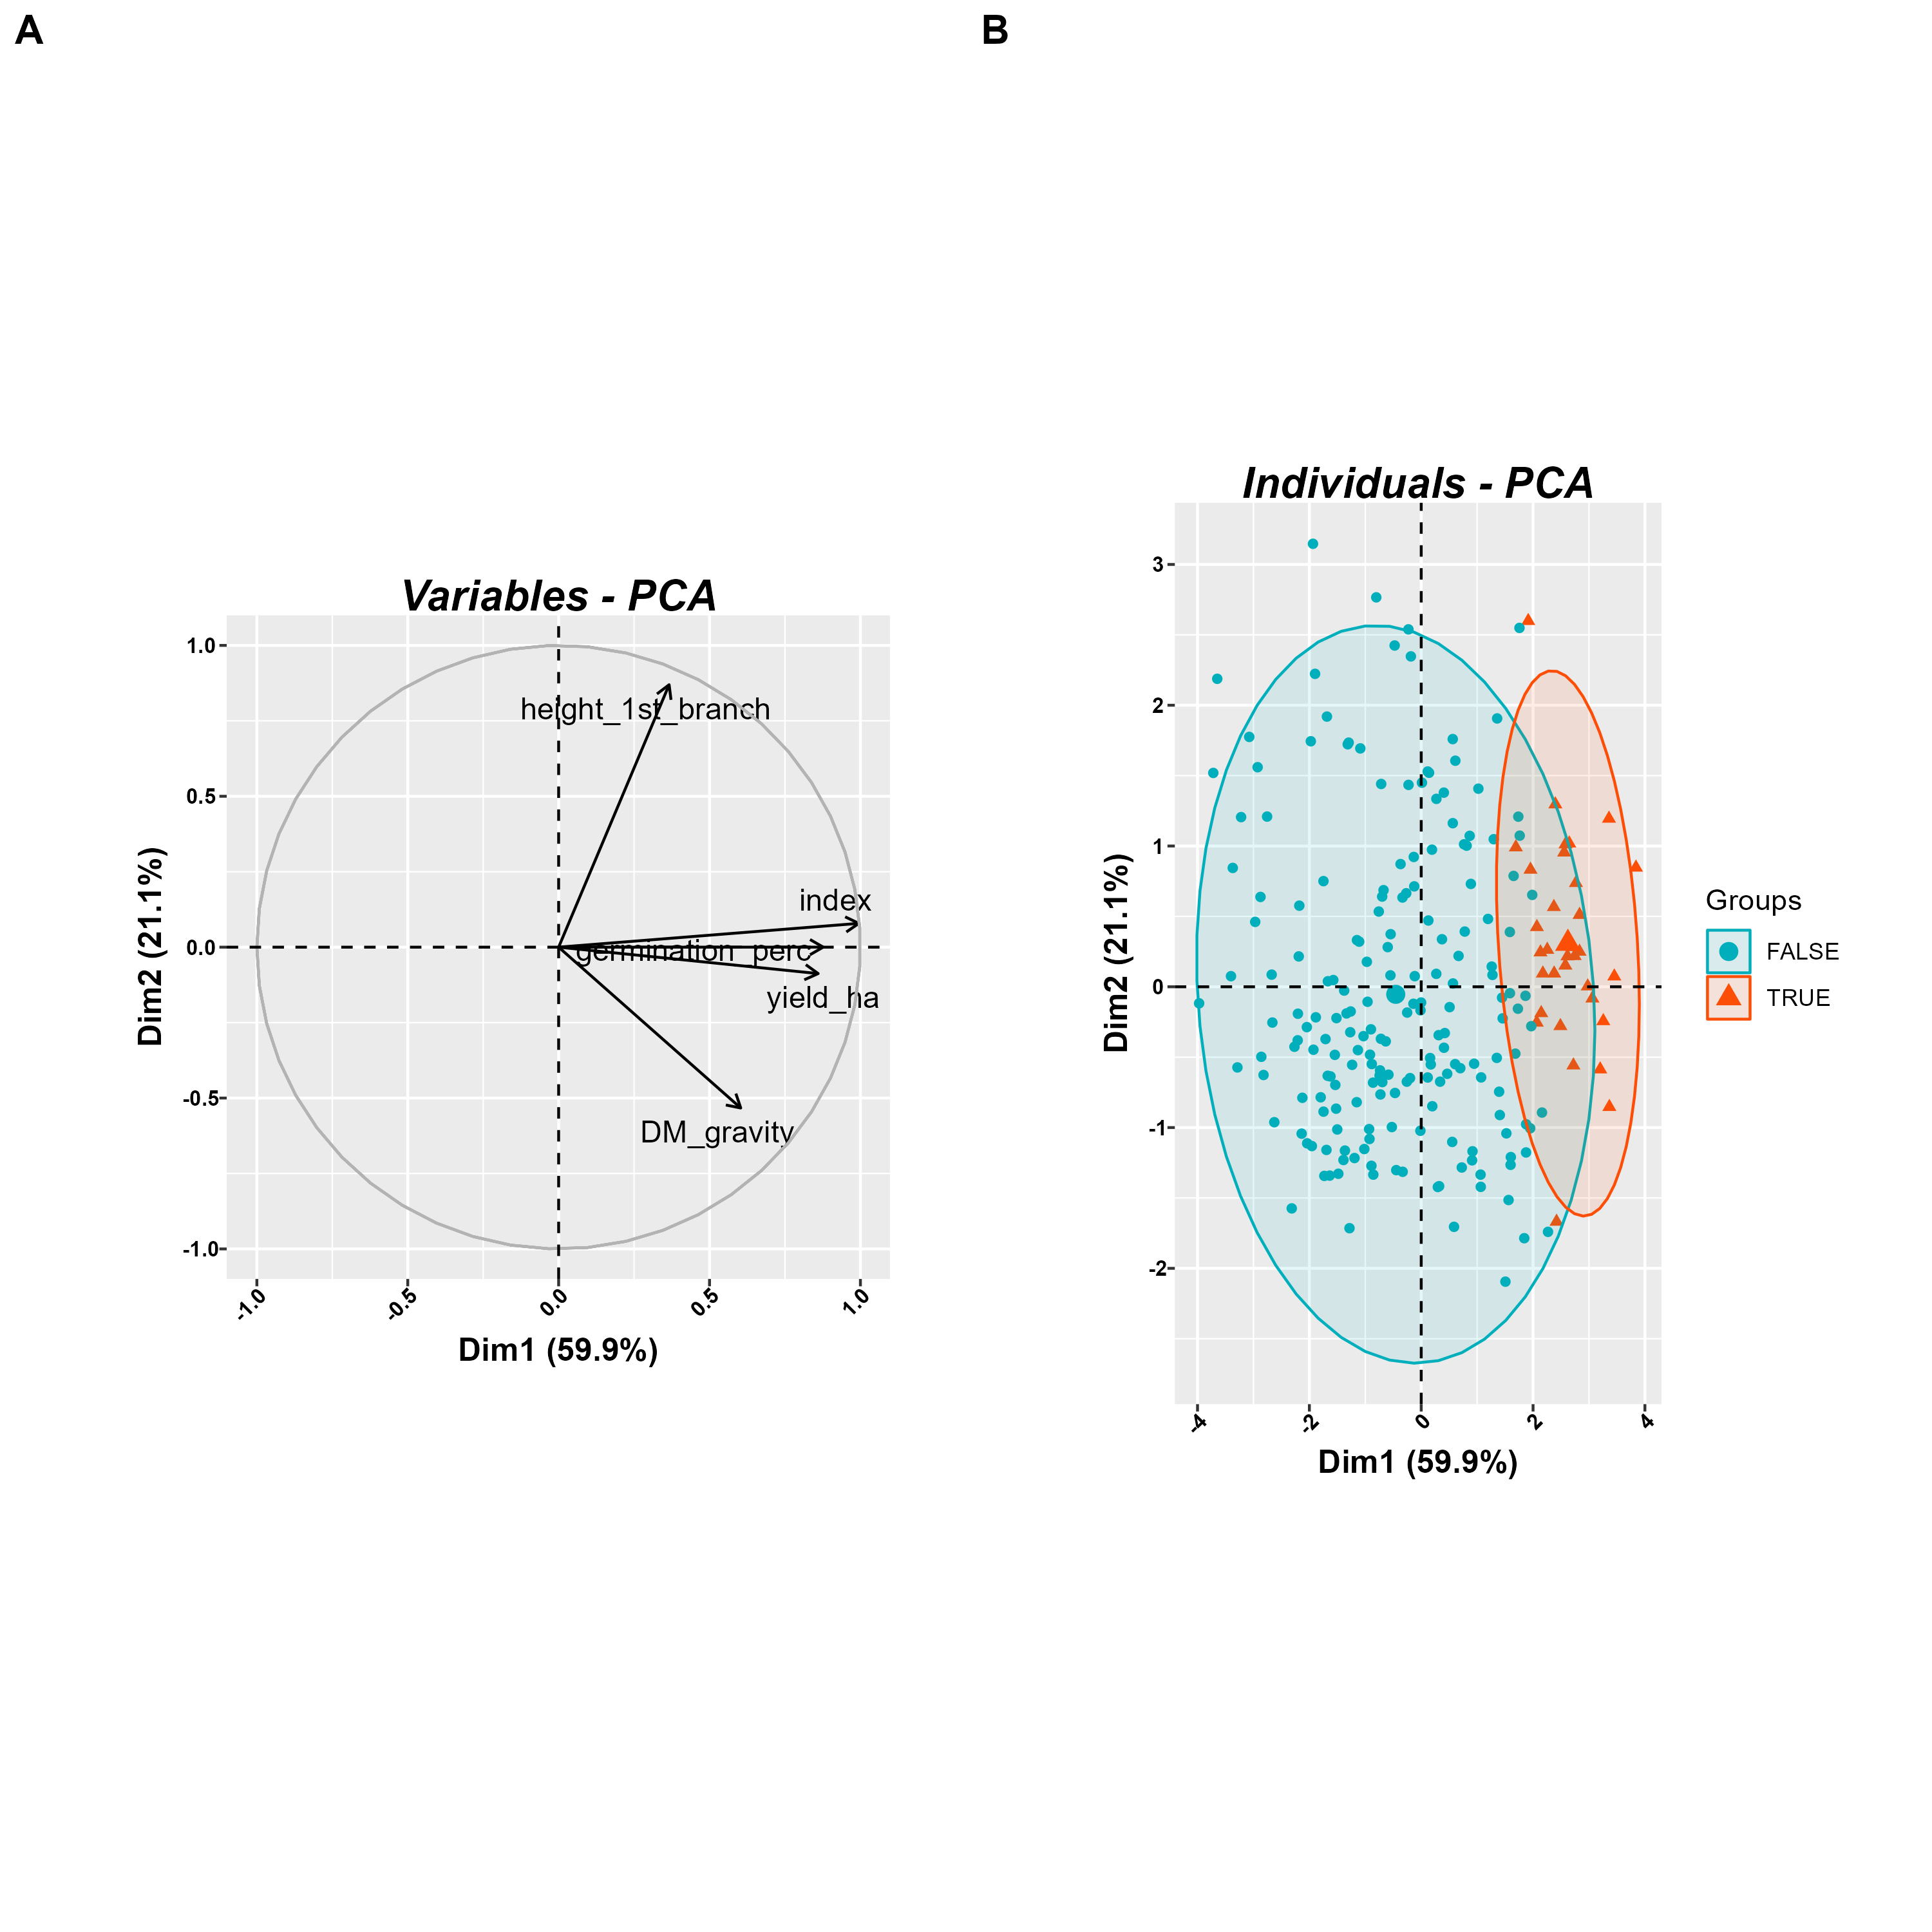 A
B
Variables - PCA
1.0
0.5
0.0
-0.5
-1.0
Dim2 (21.1%)
height_1st_branch
index
germination_perc
yield_ha
DM_gravity
-1.0
-0.5
0.0
0.5
1.0
Dim1 (59.9%)
Individuals - PCA
3
2
1
0
-1
-2
Dim2 (21.1%)
-4
-2
0
2
4
Dim1 (59.9%)
Groups
FALSE
TRUE